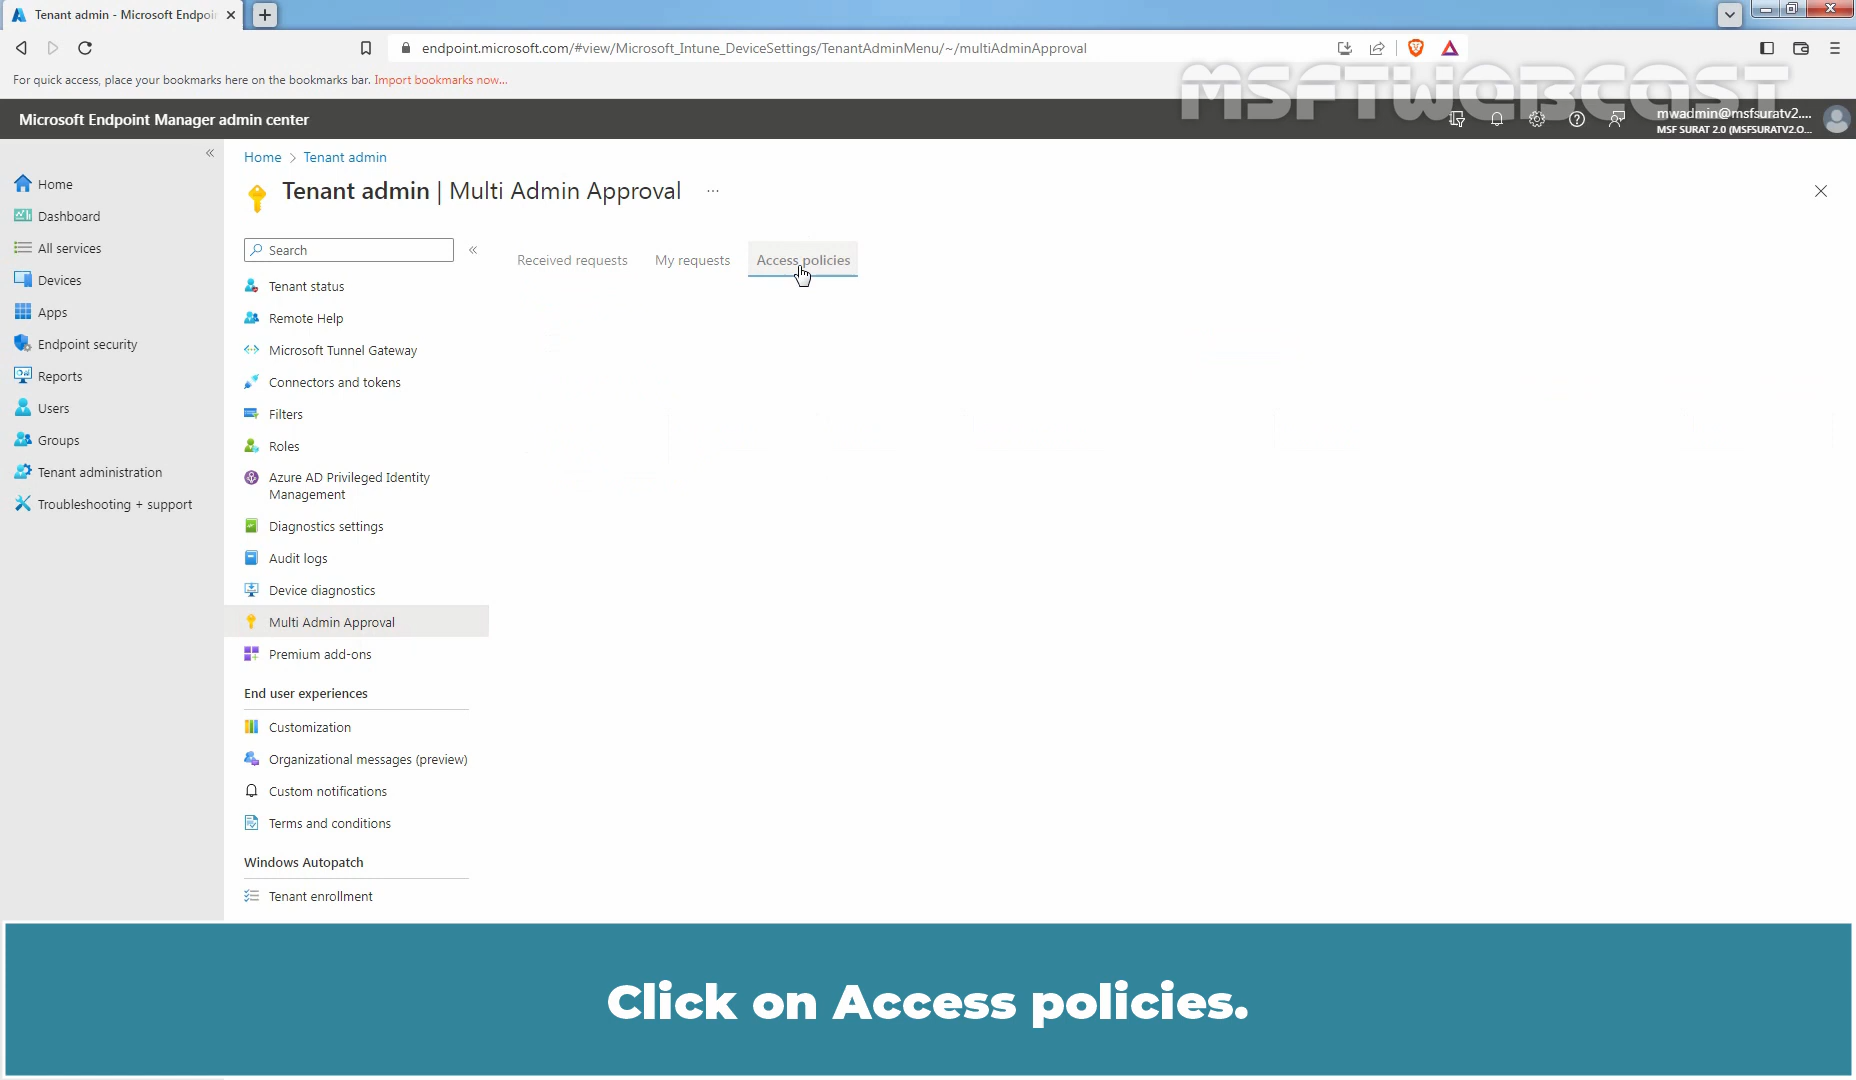 Tenant admin - Microsoft Endpoin
endpoint.microsoft.com/#view/Microsoft_Intune_DeviceSettings/TenantAdminMenu/~/multiAdminApproval
For quick access, place your bookmarks here on the bookmarks bar. Import bookmarks now...
MSFTWEBCAST
Microsoft Endpoint Manager admin center
mwadmin@msfsuratv2....
MSF SURAT 2.0 (MSFSURATV2.O...
Home
Dashboard
All services
Devices
Apps
Endpoint security
Reports
Users
Groups
Tenant administration
Troubleshooting + support
Home > Tenant admin
Tenant admin | Multi Admin Approval ...
Search
Tenant status
Remote Help
Microsoft Tunnel Gateway
Connectors and tokens
Filters
Roles
Azure AD Privileged Identity
Management
Diagnostics settings
Audit logs
Device diagnostics
Multi Admin Approval
Premium add-ons
End user experiences
Customization
Organizational messages (preview)
Custom notifications
Terms and conditions
Windows Autopatch
Tenant enrollment
Received requests My requests Access policies
Click on Access policies.